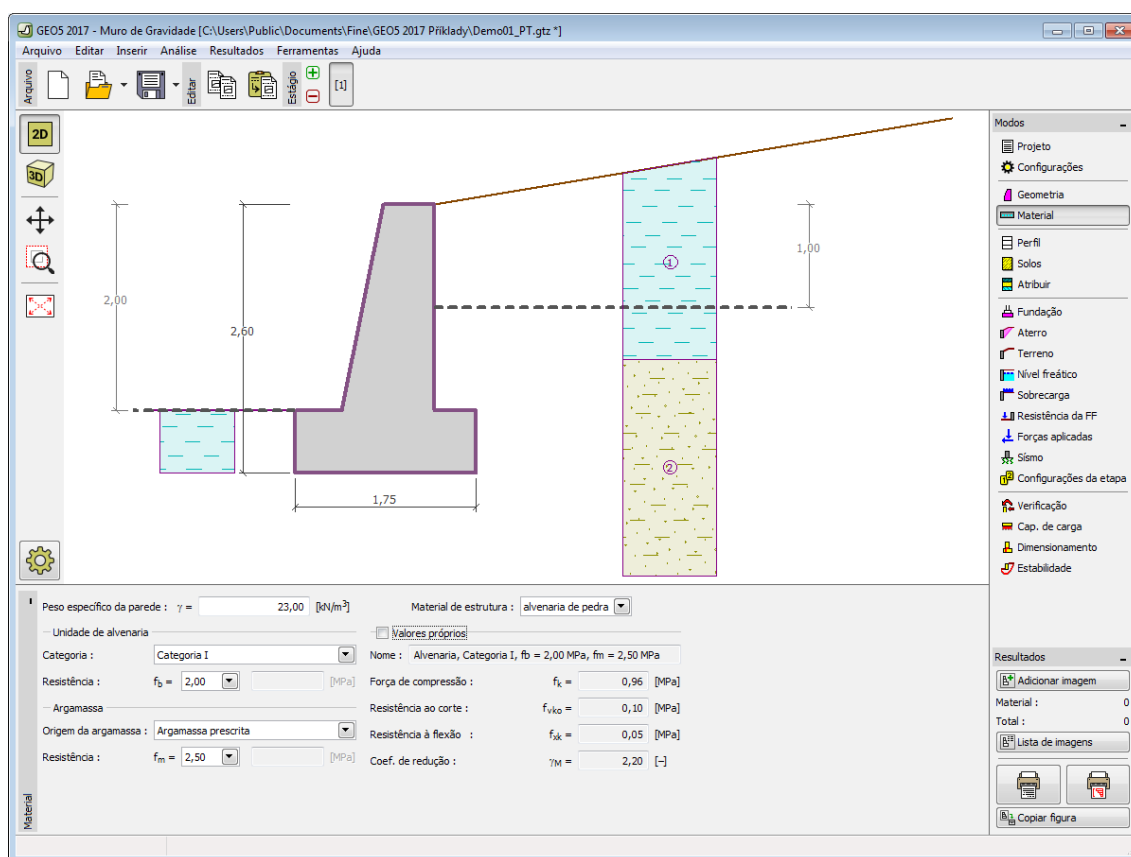 GEO5 2017 - Muro de Gravidade [C:\Users\Public\Documents\Fine\GEO5 2017 Příklady\Demo01_PT.gtz *]
Arquivo Editar Inserir Análise Resultados Ferramentas Ajuda
Arquivo
Editar
Estágio
[1]
2D
3D
2,00
2,60
1,75
1,00
1
2
Modos
Projeto
Configurações
Geometria
Material
Perfil
Solos
Atribuir
Fundação
Aterro
Terreno
Nível freático
Sobrecarga
Resistência da FF
Forças aplicadas
Sísmo
Configurações da etapa
Verificação
Cap. de carga
Dimensionamento
Estabilidade
Resultados
Adicionar imagem
Material : 0
Total : 0
Lista de imagens
Copiar figura
Material
Peso específico da parede : γ = 23,00 [kN/m³] Material de estrutura : alvenaria de pedra
Unidade de alvenaria
Categoria : Categoria I
Resistência : fb = 2,00 [MPa]
Argamassa
Origem da argamassa : Argamassa prescrita
Resistência : fm = 2,50 [MPa]
Valores próprios
Nome : Alvenaria, Categoria I, fb = 2,00 MPa, fm = 2,50 MPa
Força de compressão : fk = 0,96 [MPa]
Resistência ao corte : fvko = 0,10 [MPa]
Resistência à flexão : fxk = 0,05 [MPa]
Coef. de redução : γM = 2,20 [–]